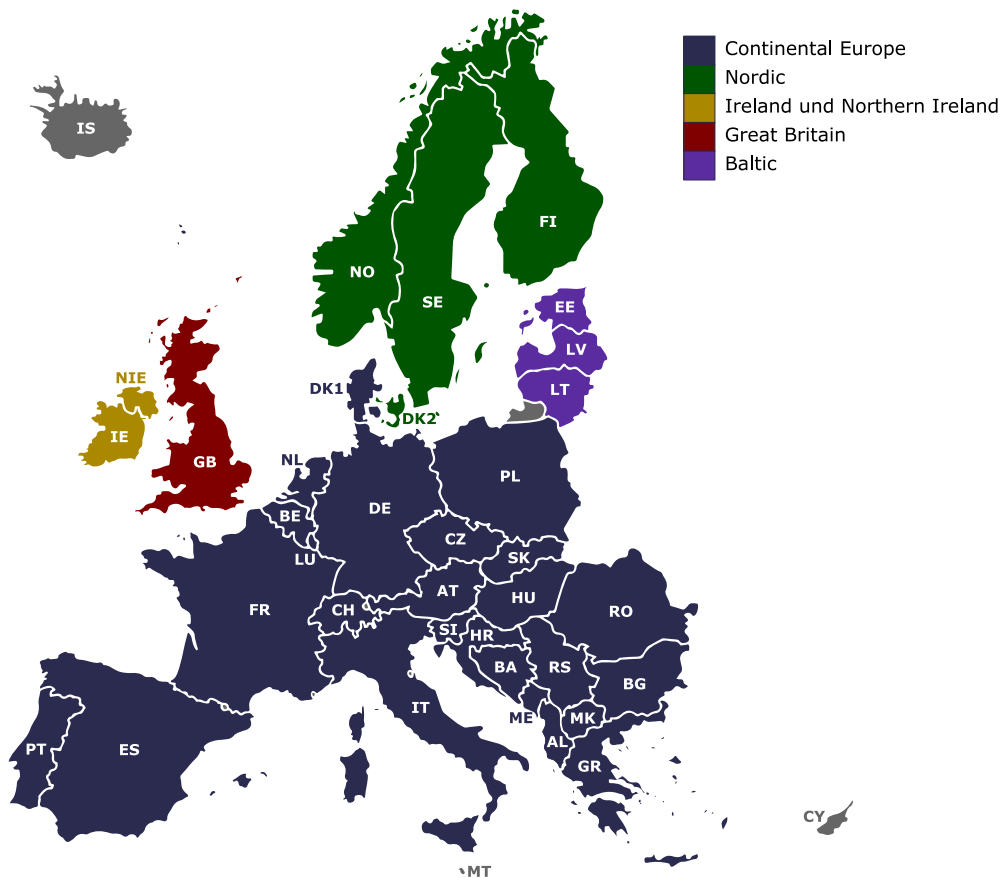 Continental Europe
Nordic
Ireland und Northern Ireland
Great Britain
Baltic
IS
FI
NO
SE
EE
LV
LT
NIE
DK1
DK2
IE
GB
NL
PL
DE
BE
CZ
LU
SK
AT
HU
FR
CH
RO
SI
HR
BA
RS
BG
IT
ME
MK
PT
ES
AL
GR
CY
MT